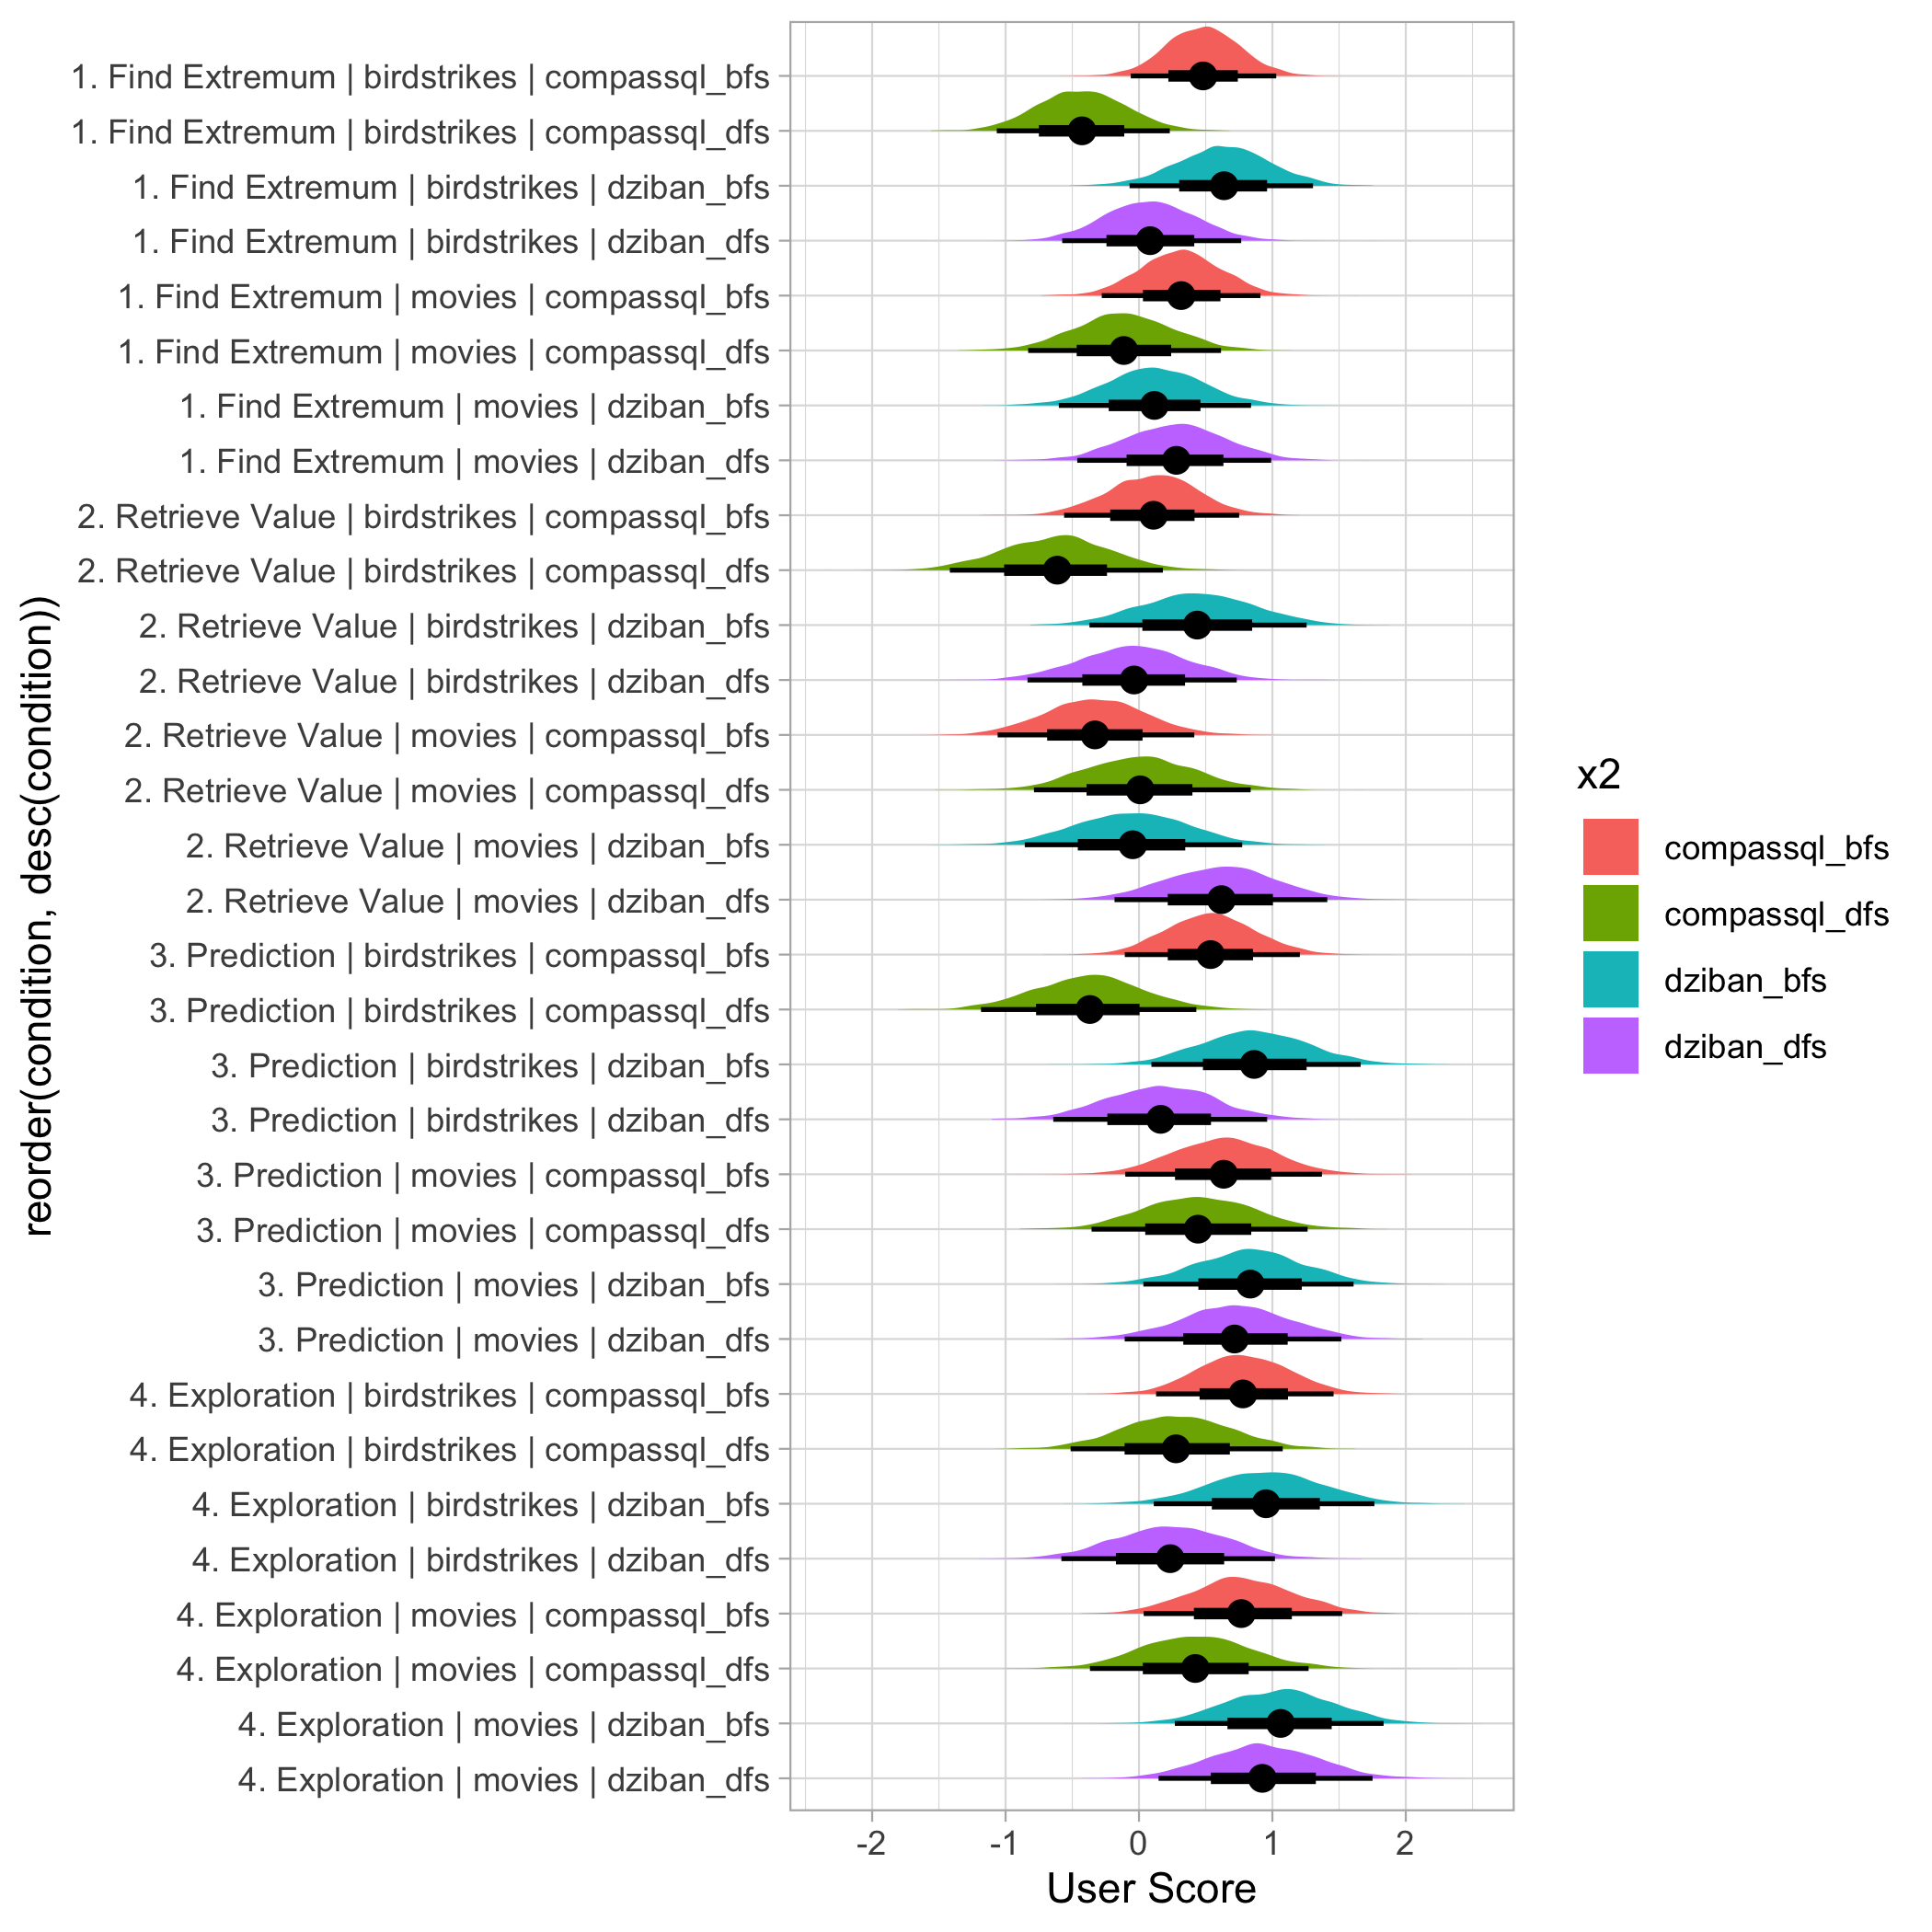 1. Find Extremum | birdstrikes | compassql_bfs
1. Find Extremum | birdstrikes | compassql_dfs
1. Find Extremum | birdstrikes | dziban_bfs
1. Find Extremum | birdstrikes | dziban_dfs
1. Find Extremum | movies | compassql_bfs
1. Find Extremum | movies | compassql_dfs
1. Find Extremum | movies | dziban_bfs
1. Find Extremum | movies | dziban_dfs
2. Retrieve Value | birdstrikes | compassql_bfs
2. Retrieve Value | birdstrikes | compassql_dfs
2. Retrieve Value | birdstrikes | dziban_bfs
2. Retrieve Value | birdstrikes | dziban_dfs
2. Retrieve Value | movies | compassql_bfs
2. Retrieve Value | movies | compassql_dfs
2. Retrieve Value | movies | dziban_bfs
2. Retrieve Value | movies | dziban_dfs
3. Prediction | birdstrikes | compassql_bfs
3. Prediction | birdstrikes | compassql_dfs
3. Prediction | birdstrikes | dziban_bfs
3. Prediction | birdstrikes | dziban_dfs
3. Prediction | movies | compassql_bfs
3. Prediction | movies | compassql_dfs
3. Prediction | movies | dziban_bfs
3. Prediction | movies | dziban_dfs
4. Exploration | birdstrikes | compassql_bfs
4. Exploration | birdstrikes | compassql_dfs
4. Exploration | birdstrikes | dziban_bfs
4. Exploration | birdstrikes | dziban_dfs
4. Exploration | movies | compassql_bfs
4. Exploration | movies | compassql_dfs
4. Exploration | movies | dziban_bfs
4. Exploration | movies | dziban_dfs
reorder(condition, desc(condition))
-2 -1 0 1 2
User Score
x2
compassql_bfs
compassql_dfs
dziban_bfs
dziban_dfs